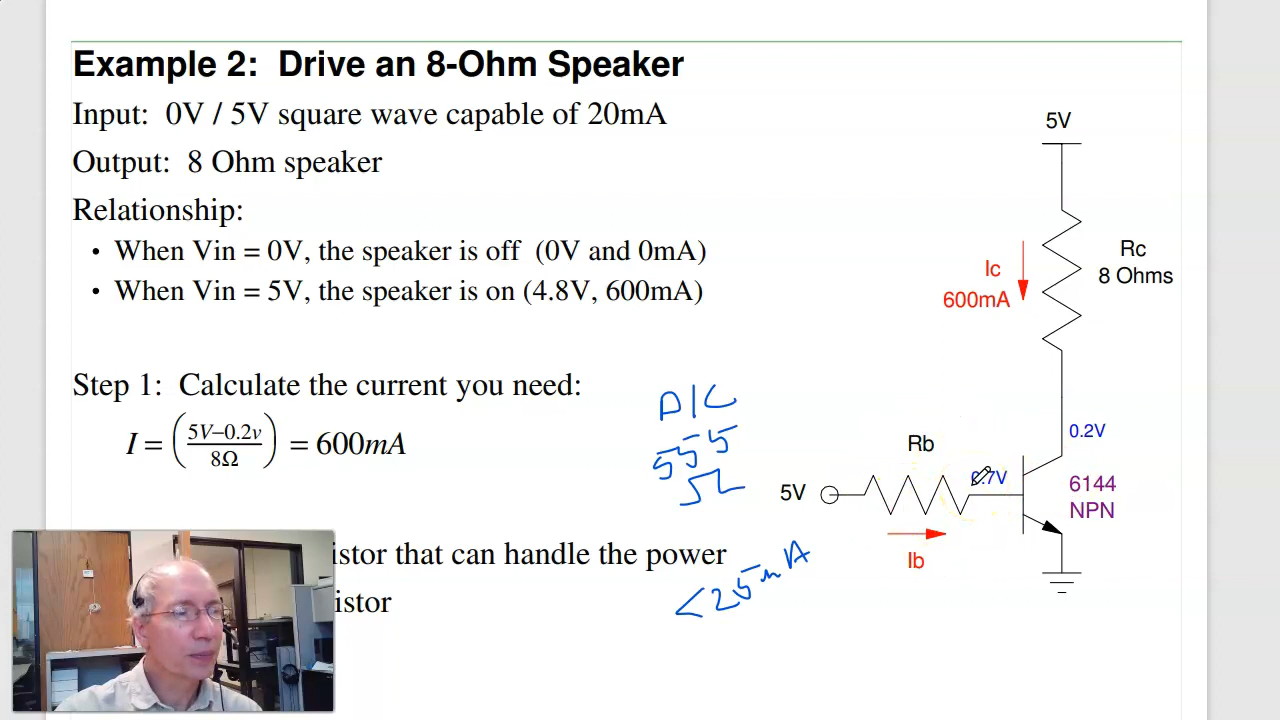 Example 2: Drive an 8-Ohm Speaker
Input: 0V / 5V square wave capable of 20mA
Output: 8 Ohm speaker
Relationship:
• When Vin = 0V, the speaker is off (0V and 0mA)
• When Vin = 5V, the speaker is on (4.8V, 600mA)
Step 1: Calculate the current you need:
I = (5V−0.2v / 8Ω) = 600mA
istor that can handle the power
istor
555
<25mA
5V
Rc
8 Ohms
Ic
600mA
0.2V
Rb
0.7V
5V
6144
NPN
Ib